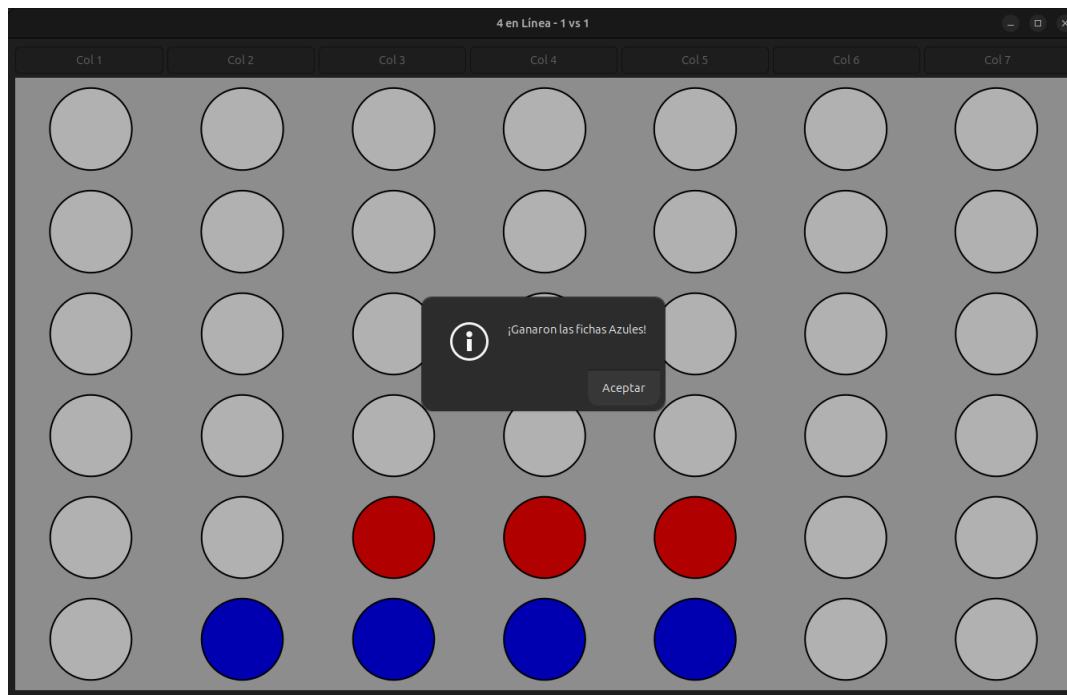 4 en Línea - 1 vs 1
Col 1 Col 2 Col 3 Col 4 Col 5 Col 6 Col 7
¡Ganaron las fichas Azules!
Aceptar